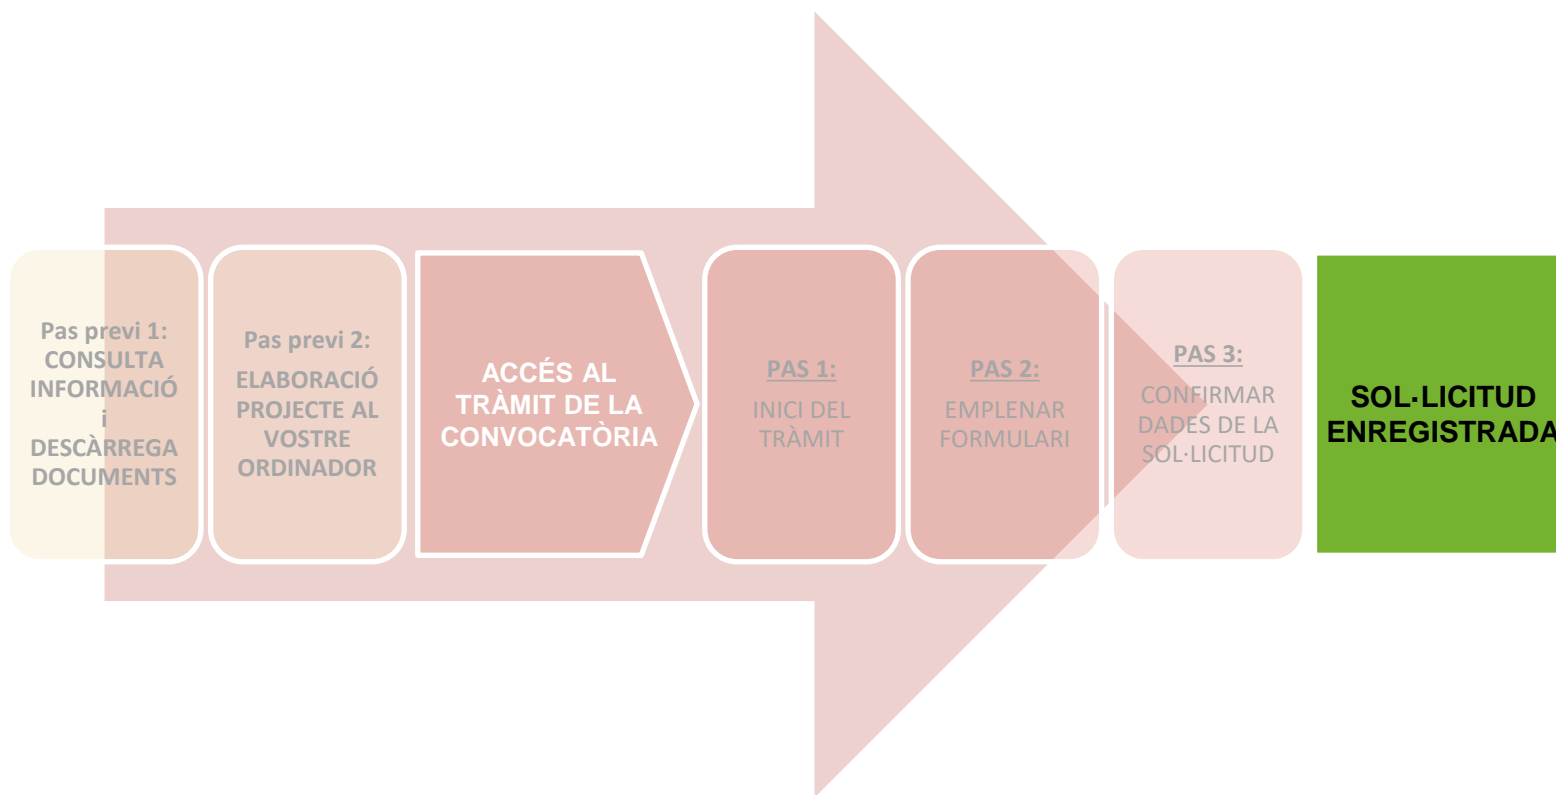 Pas previ 1:
CONSULTA
INFORMACIÓ
i
DESCÀRREGA
DOCUMENTS
Pas previ 2:
ELABORACIÓ
PROJECTE AL
VOSTRE
ORDINADOR
ACCÉS AL
TRÀMIT DE LA
CONVOCATÒRIA
PAS 1:
INICI DEL
TRÀMIT
PAS 2:
EMPLENAR
FORMULARI
PAS 3:
CONFIRMAR
DADES DE LA
SOL·LICITUD
SOL·LICITUD
ENREGISTRADA